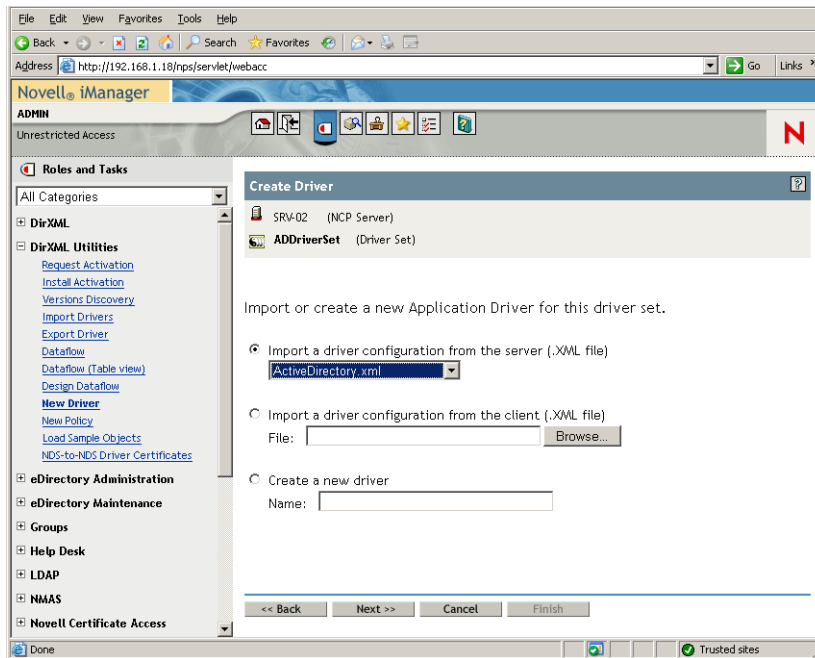 File Edit View Favorites Tools Help
Back Search Favorites
Address http://192.168.1.18/nps/servlet/webacc Go Links »
Novell® iManager
ADMIN
Unrestricted Access
N
Roles and Tasks
All Categories
DirXML
DirXML Utilities
Request Activation
Install Activation
Versions Discovery
Import Drivers
Export Driver
Dataflow
Dataflow (Table view)
Design Dataflow
New Driver
New Policy
Load Sample Objects
NDS-to-NDS Driver Certificates
eDirectory Administration
eDirectory Maintenance
Groups
Help Desk
LDAP
NMAS
Novell Certificate Access
Create Driver ?
SRV-02 (NCP Server)
ADDriverSet (Driver Set)
Import or create a new Application Driver for this driver set.
Import a driver configuration from the server (.XML file)
ActiveDirectory.xml
Import a driver configuration from the client (.XML file)
File: Browse...
Create a new driver
Name:
<< Back Next >> Cancel Finish
Done Trusted sites